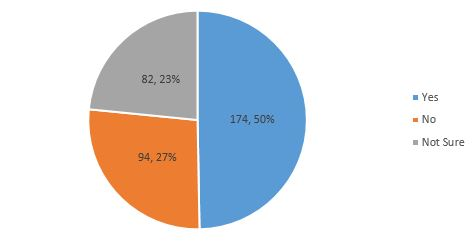 82, 23%
174, 50%
94, 27%
Yes
No
Not Sure